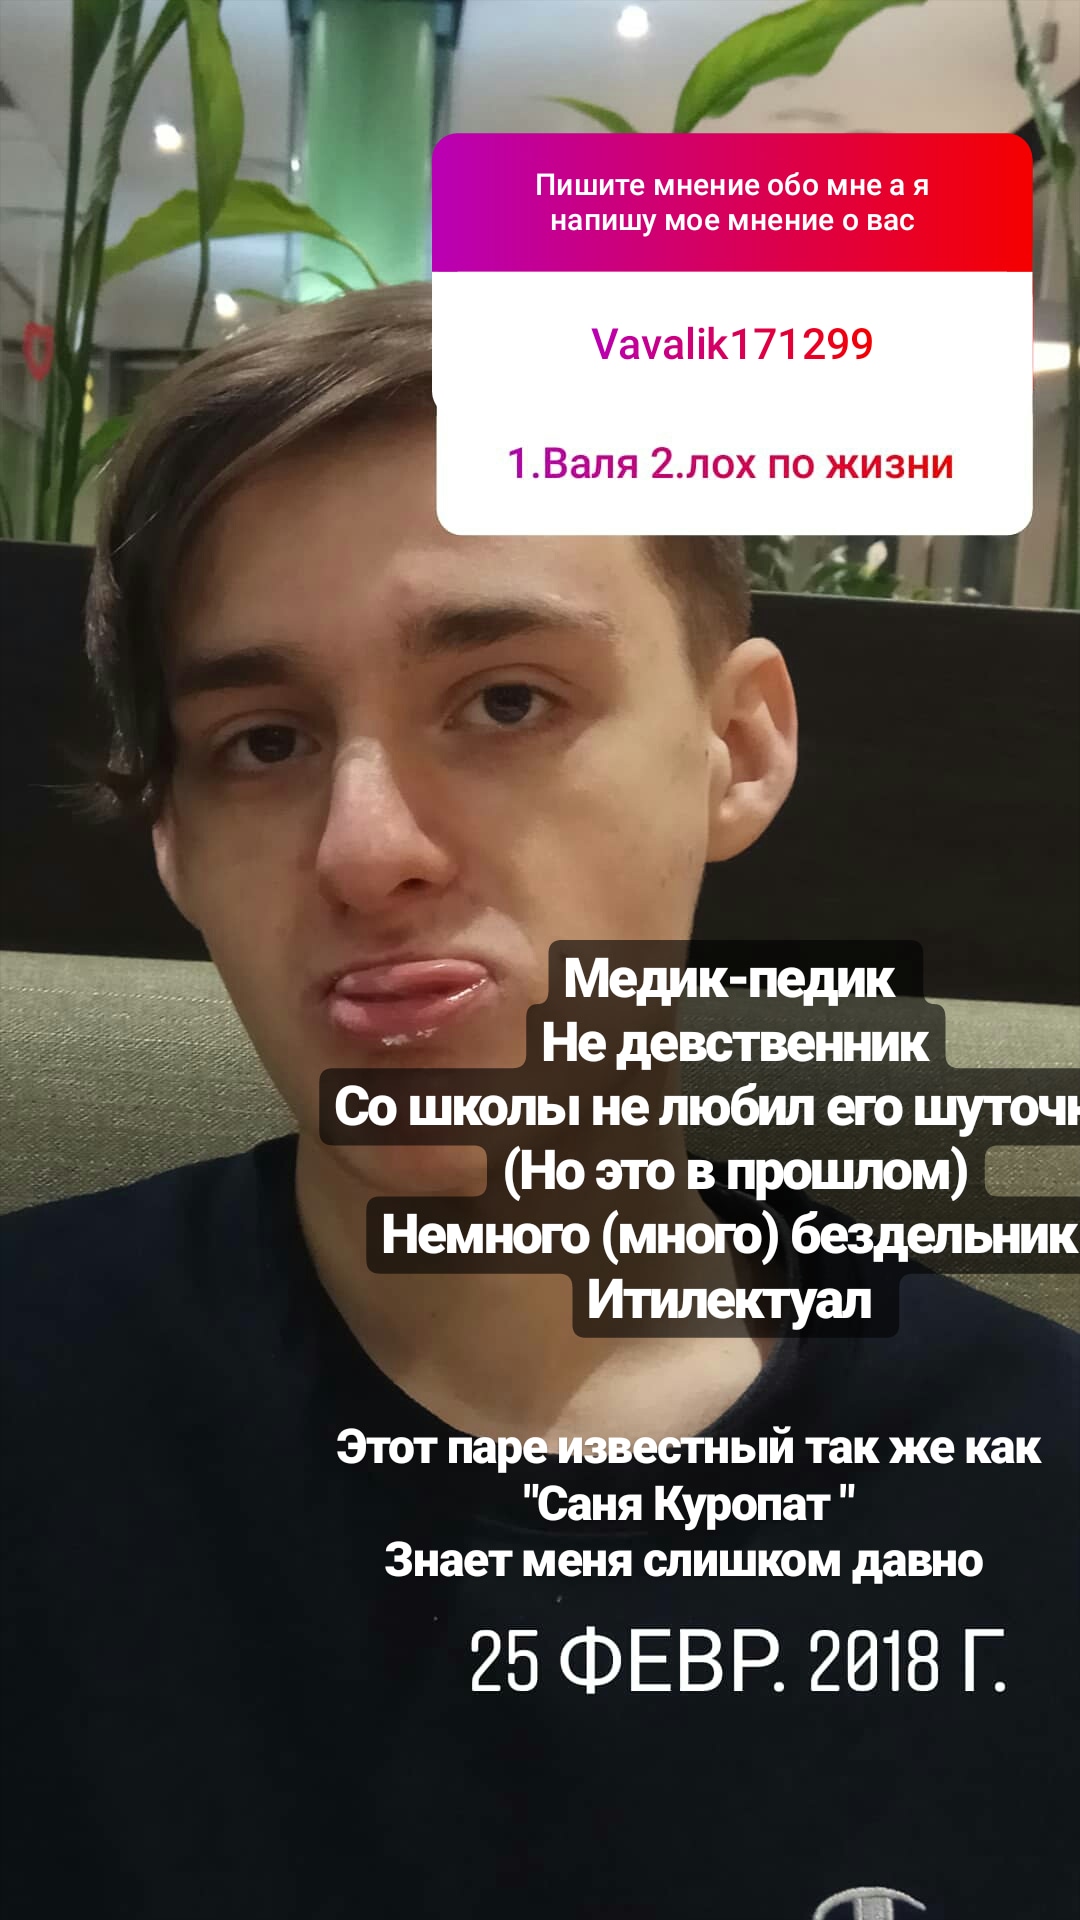 Пишите мнение обо мне а я
напишу мое мнение о вас
Vavalik171299
1.Валя 2.лох по жизни
Медик-педик
Не девственник
Со школы не любил его
(Но это в прошлом)
Немного (много) бездельник
Итилектуал
Этот паре известный так же как
"Саня Куропат "
Знает меня слишком давно
25 ФЕВР. 2018 Г.